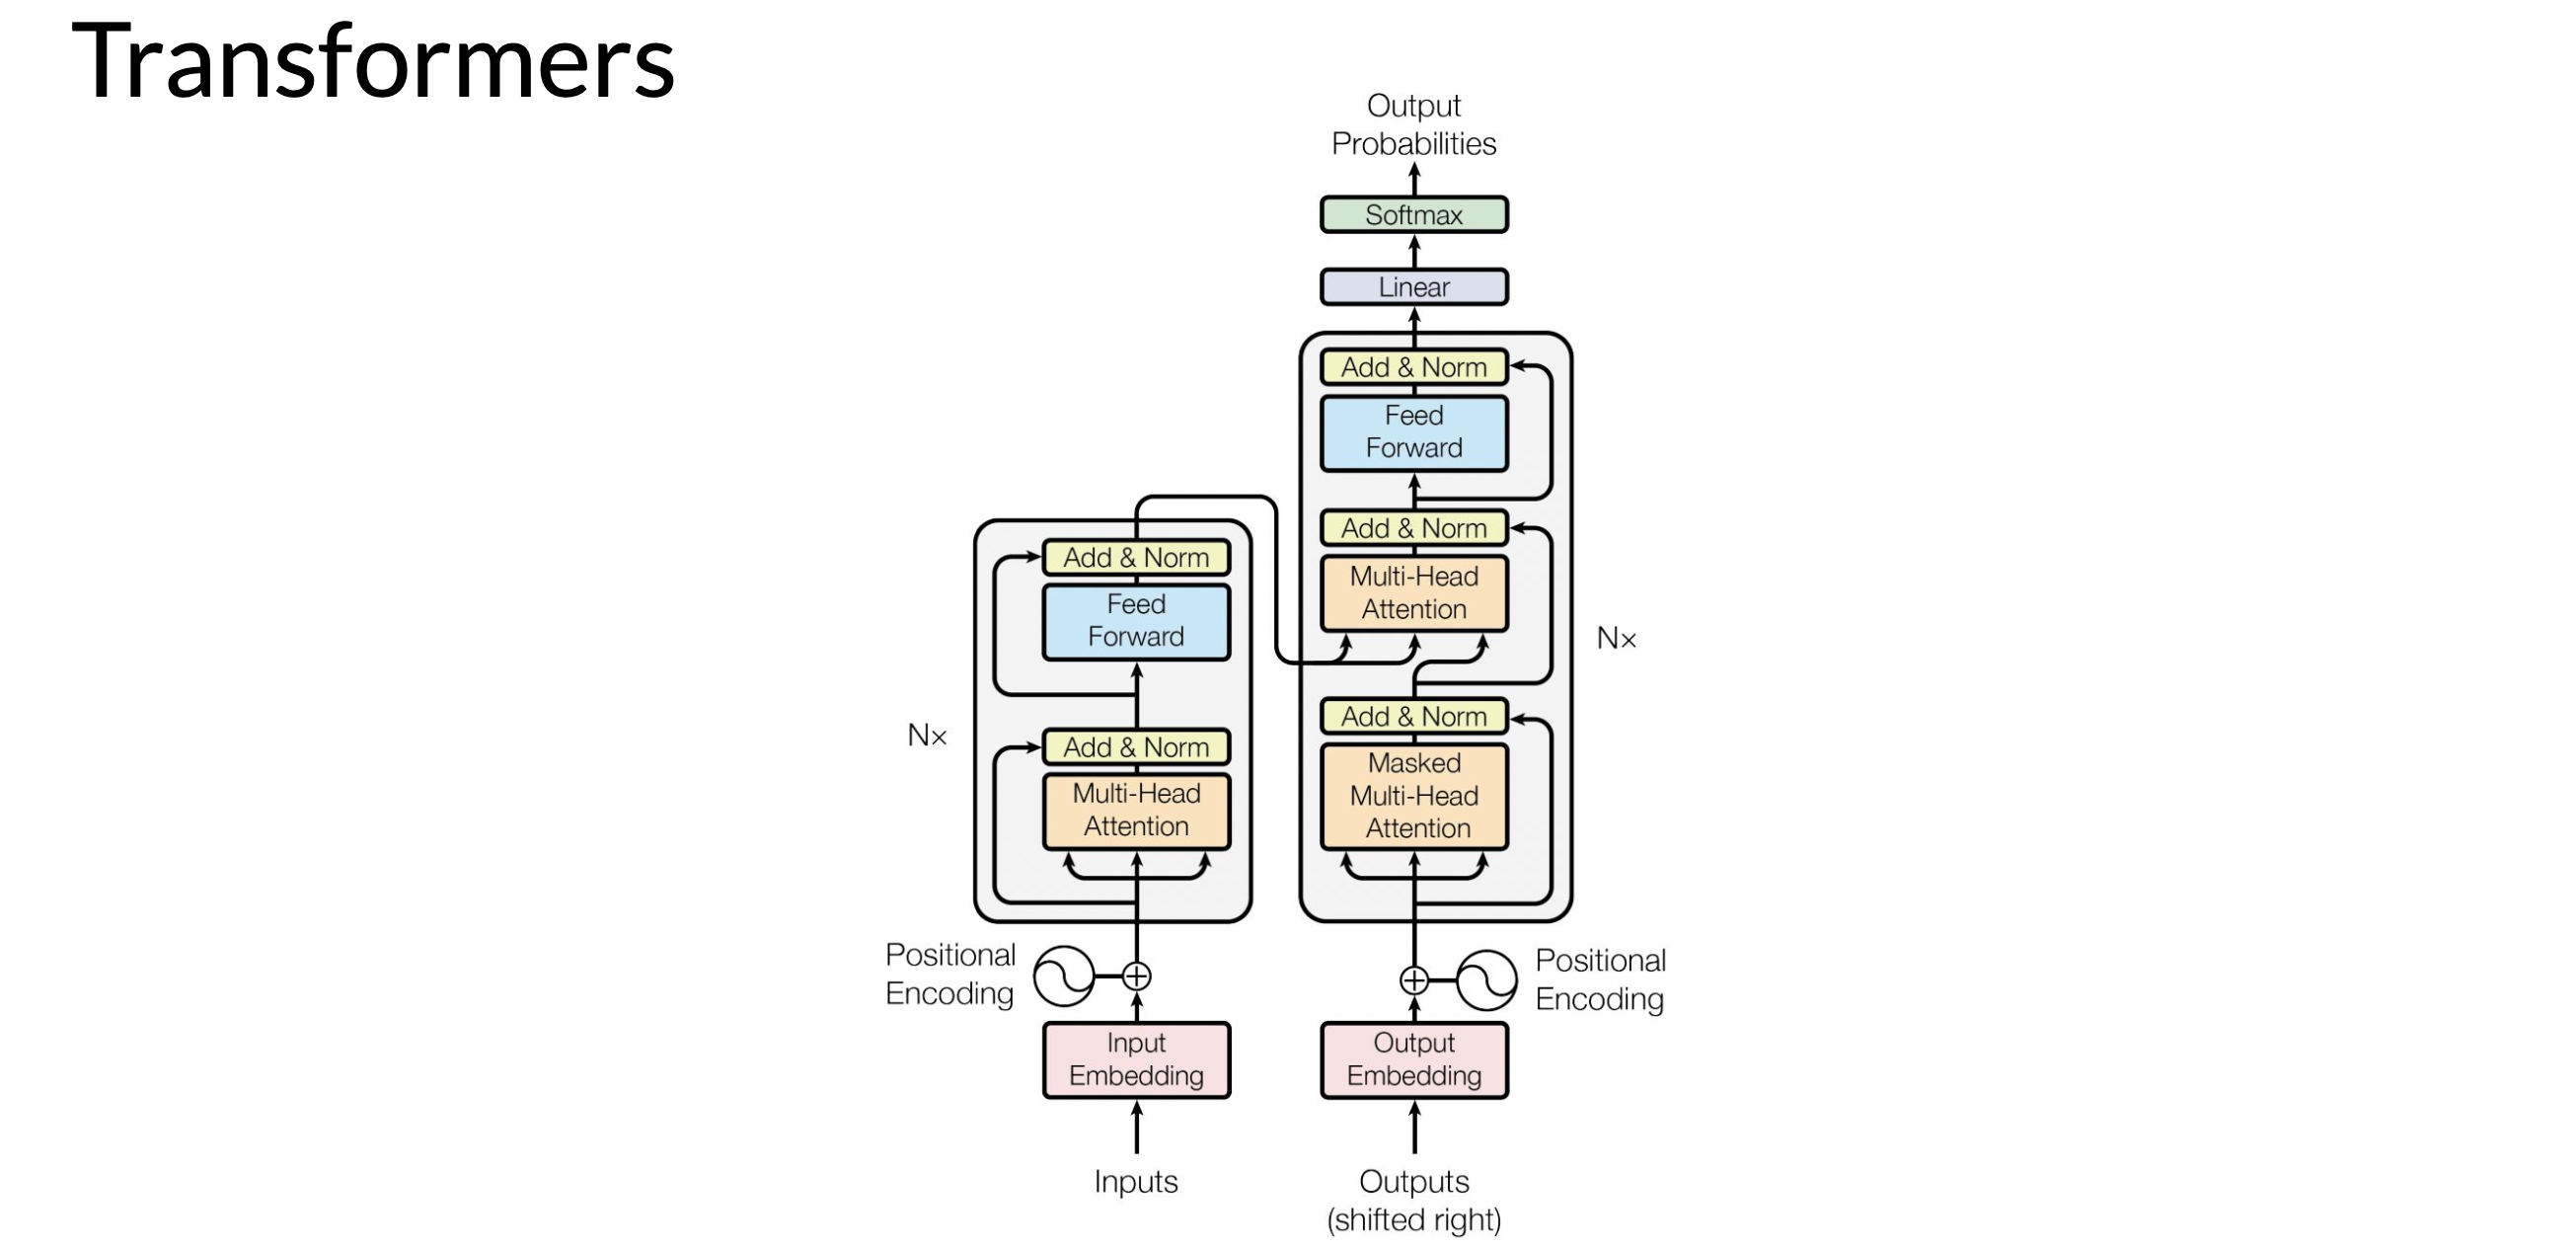 Transformers
Output
Probabilities
Softmax
Linear
Add & Norm
Feed
Forward
Add & Norm
Multi-Head
Attention
Nx
Add & Norm
Masked
Multi-Head
Attention
Add & Norm
Feed
Forward
Nx
Add & Norm
Multi-Head
Attention
Positional
Encoding
Positional
Encoding
Input
Embedding
Output
Embedding
Inputs
Outputs
(shifted right)